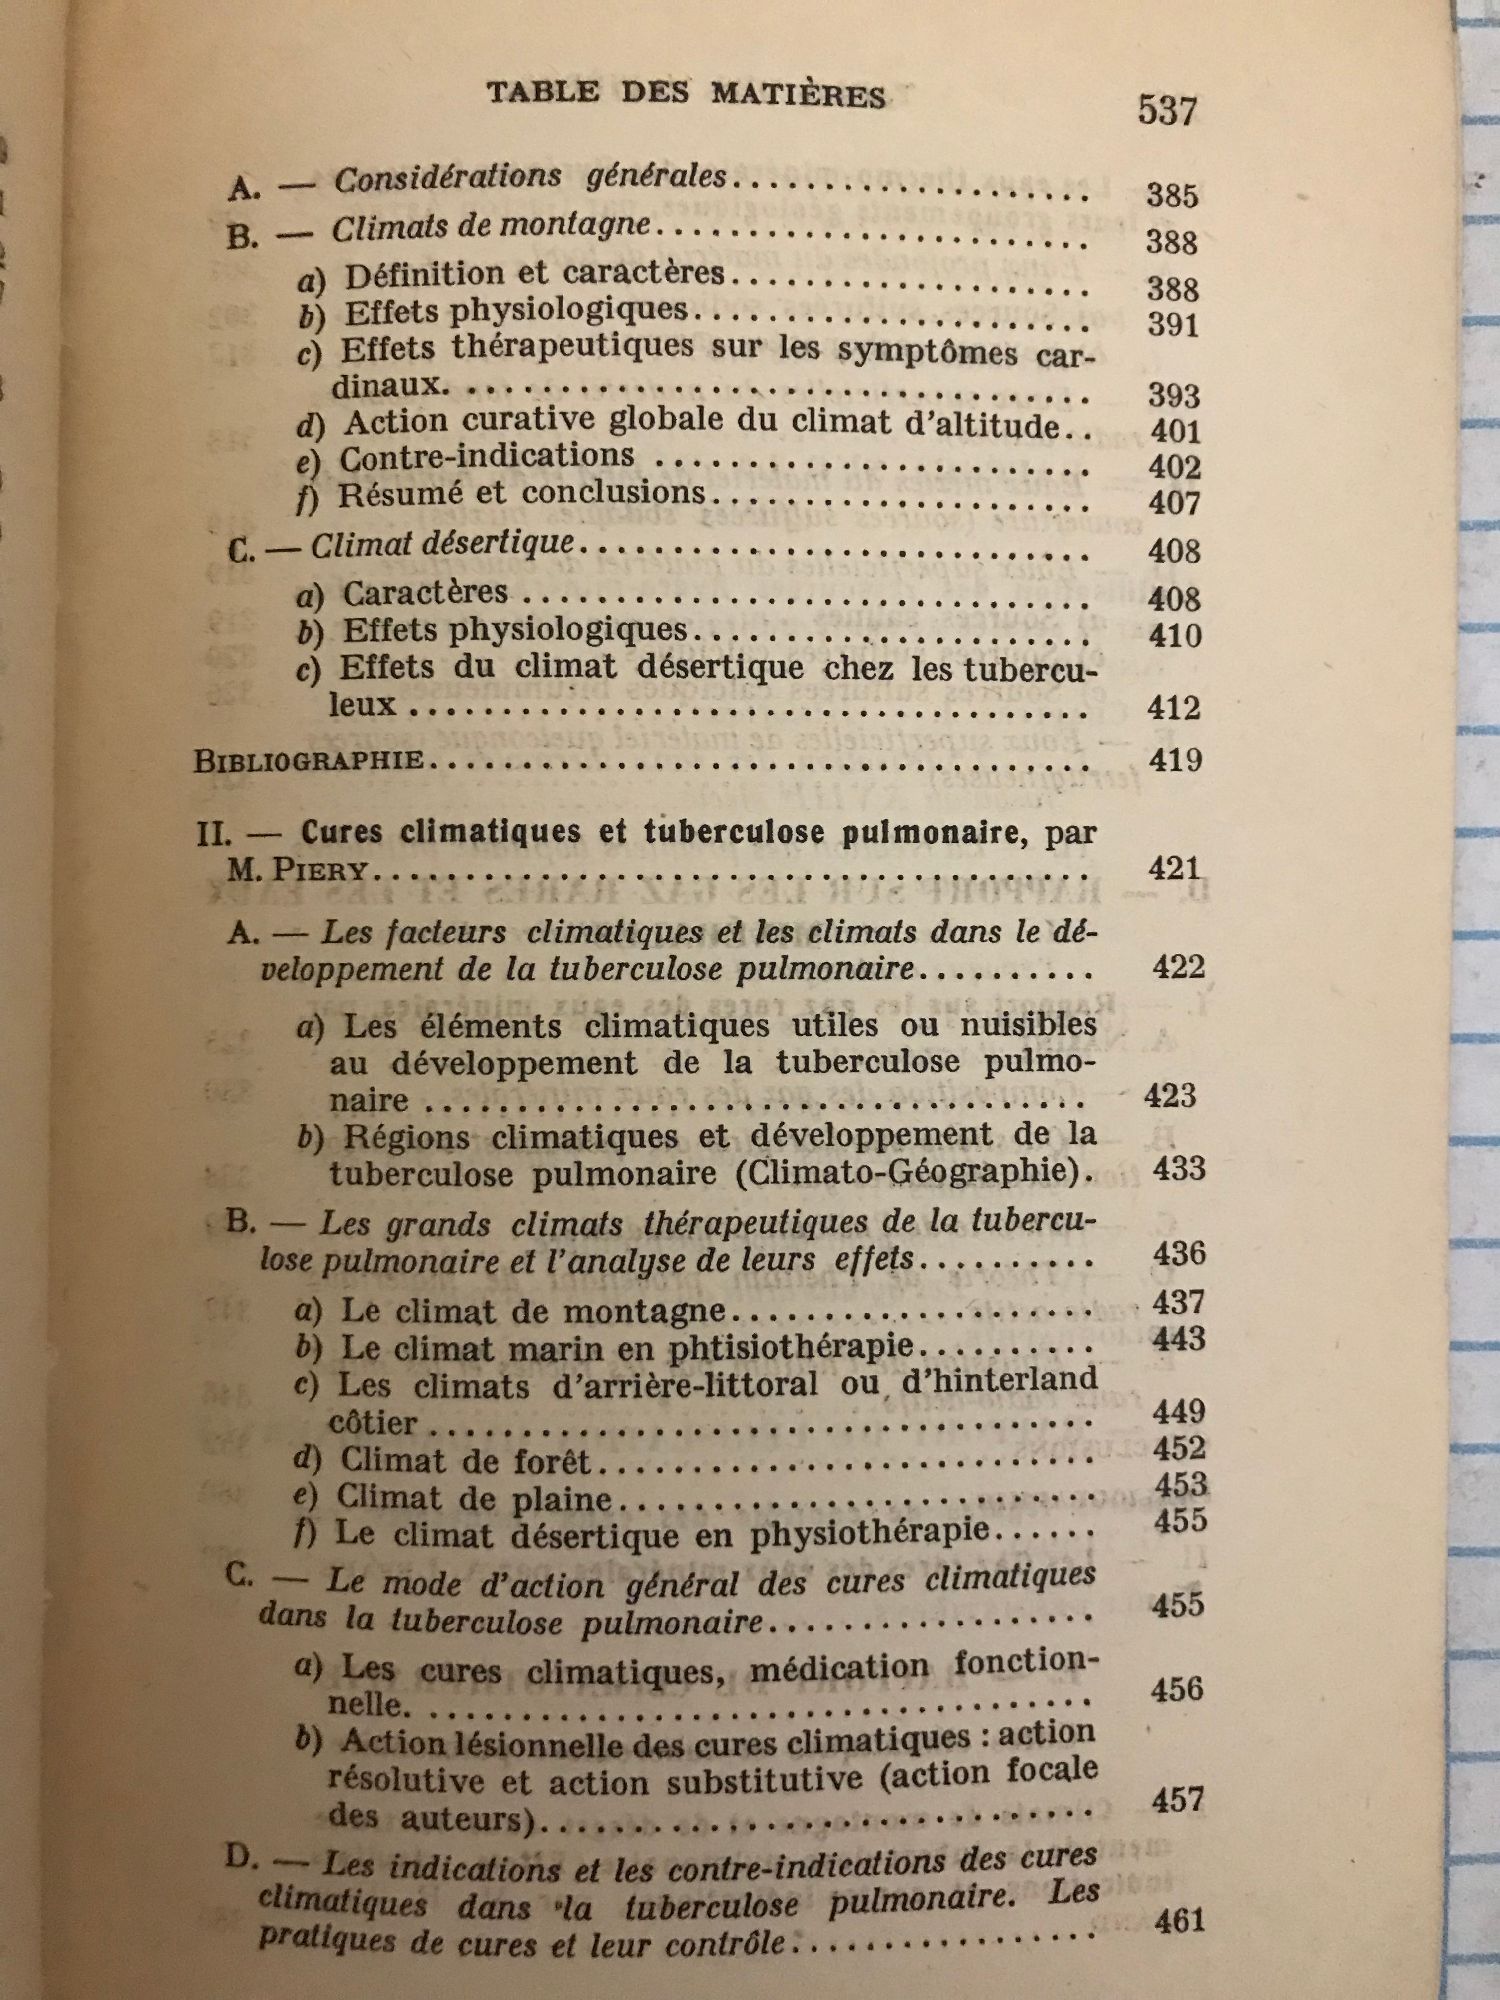 TABLE DES MATIÈRES 537
A. — Considérations générales.................... 385
B. — Climats de montagne........................ 388
a) Définition et caractères.................... 388
b) Effets physiologiques...................... 391
c) Effets thérapeutiques sur les symptômes car-
dinaux. .................................. 393
d) Action curative globale du climat d'altitude.. 401
e) Contre-indications ........................ 402
f) Résumé et conclusions..................... 407
C. — Climat désertique............................ 408
a) Caractères ............................... 408
b) Effets physiologiques...................... 410
c) Effets du climat désertique chez les tubercu-
leux ..................................... 412
BIBLIOGRAPHIE.................................... 419
II. — Cures climatiques et tuberculose pulmonaire, par
M. PIERY....................................... 421
A. — Les facteurs climatiques et les climats dans le dé-
veloppement de la tuberculose pulmonaire.......... 422
a) Les éléments climatiques utiles ou nuisibles
au développement de la tuberculose pulmo-
naire .................................... 423
b) Régions climatiques et développement de la
tuberculose pulmonaire (Climato-Géographie). 433
B. — Les grands climats thérapeutiques de la tubercu-
lose pulmonaire et l'analyse de leurs effets.......... 436
a) Le climat de montagne.................... 437
b) Le climat marin en phtisiothérapie.......... 443
c) Les climats d'arrière-littoral ou d'hinterland
côtier .................................... 449
d) Climat de forêt........................... 452
e) Climat de plaine.......................... 453
f) Le climat désertique en physiothérapie...... 455
C. — Le mode d'action général des cures climatiques
dans la tuberculose pulmonaire.................. 455
a) Les cures climatiques, médication fonction-
nelle. .................................... 456
b) Action lésionnelle des cures climatiques : action
résolutive et action substitutive (action focale
des auteurs).............................. 457
D. — Les indications et les contre-indications des cures
climatiques dans la tuberculose pulmonaire. Les
pratiques de cures et leur contrôle................. 461